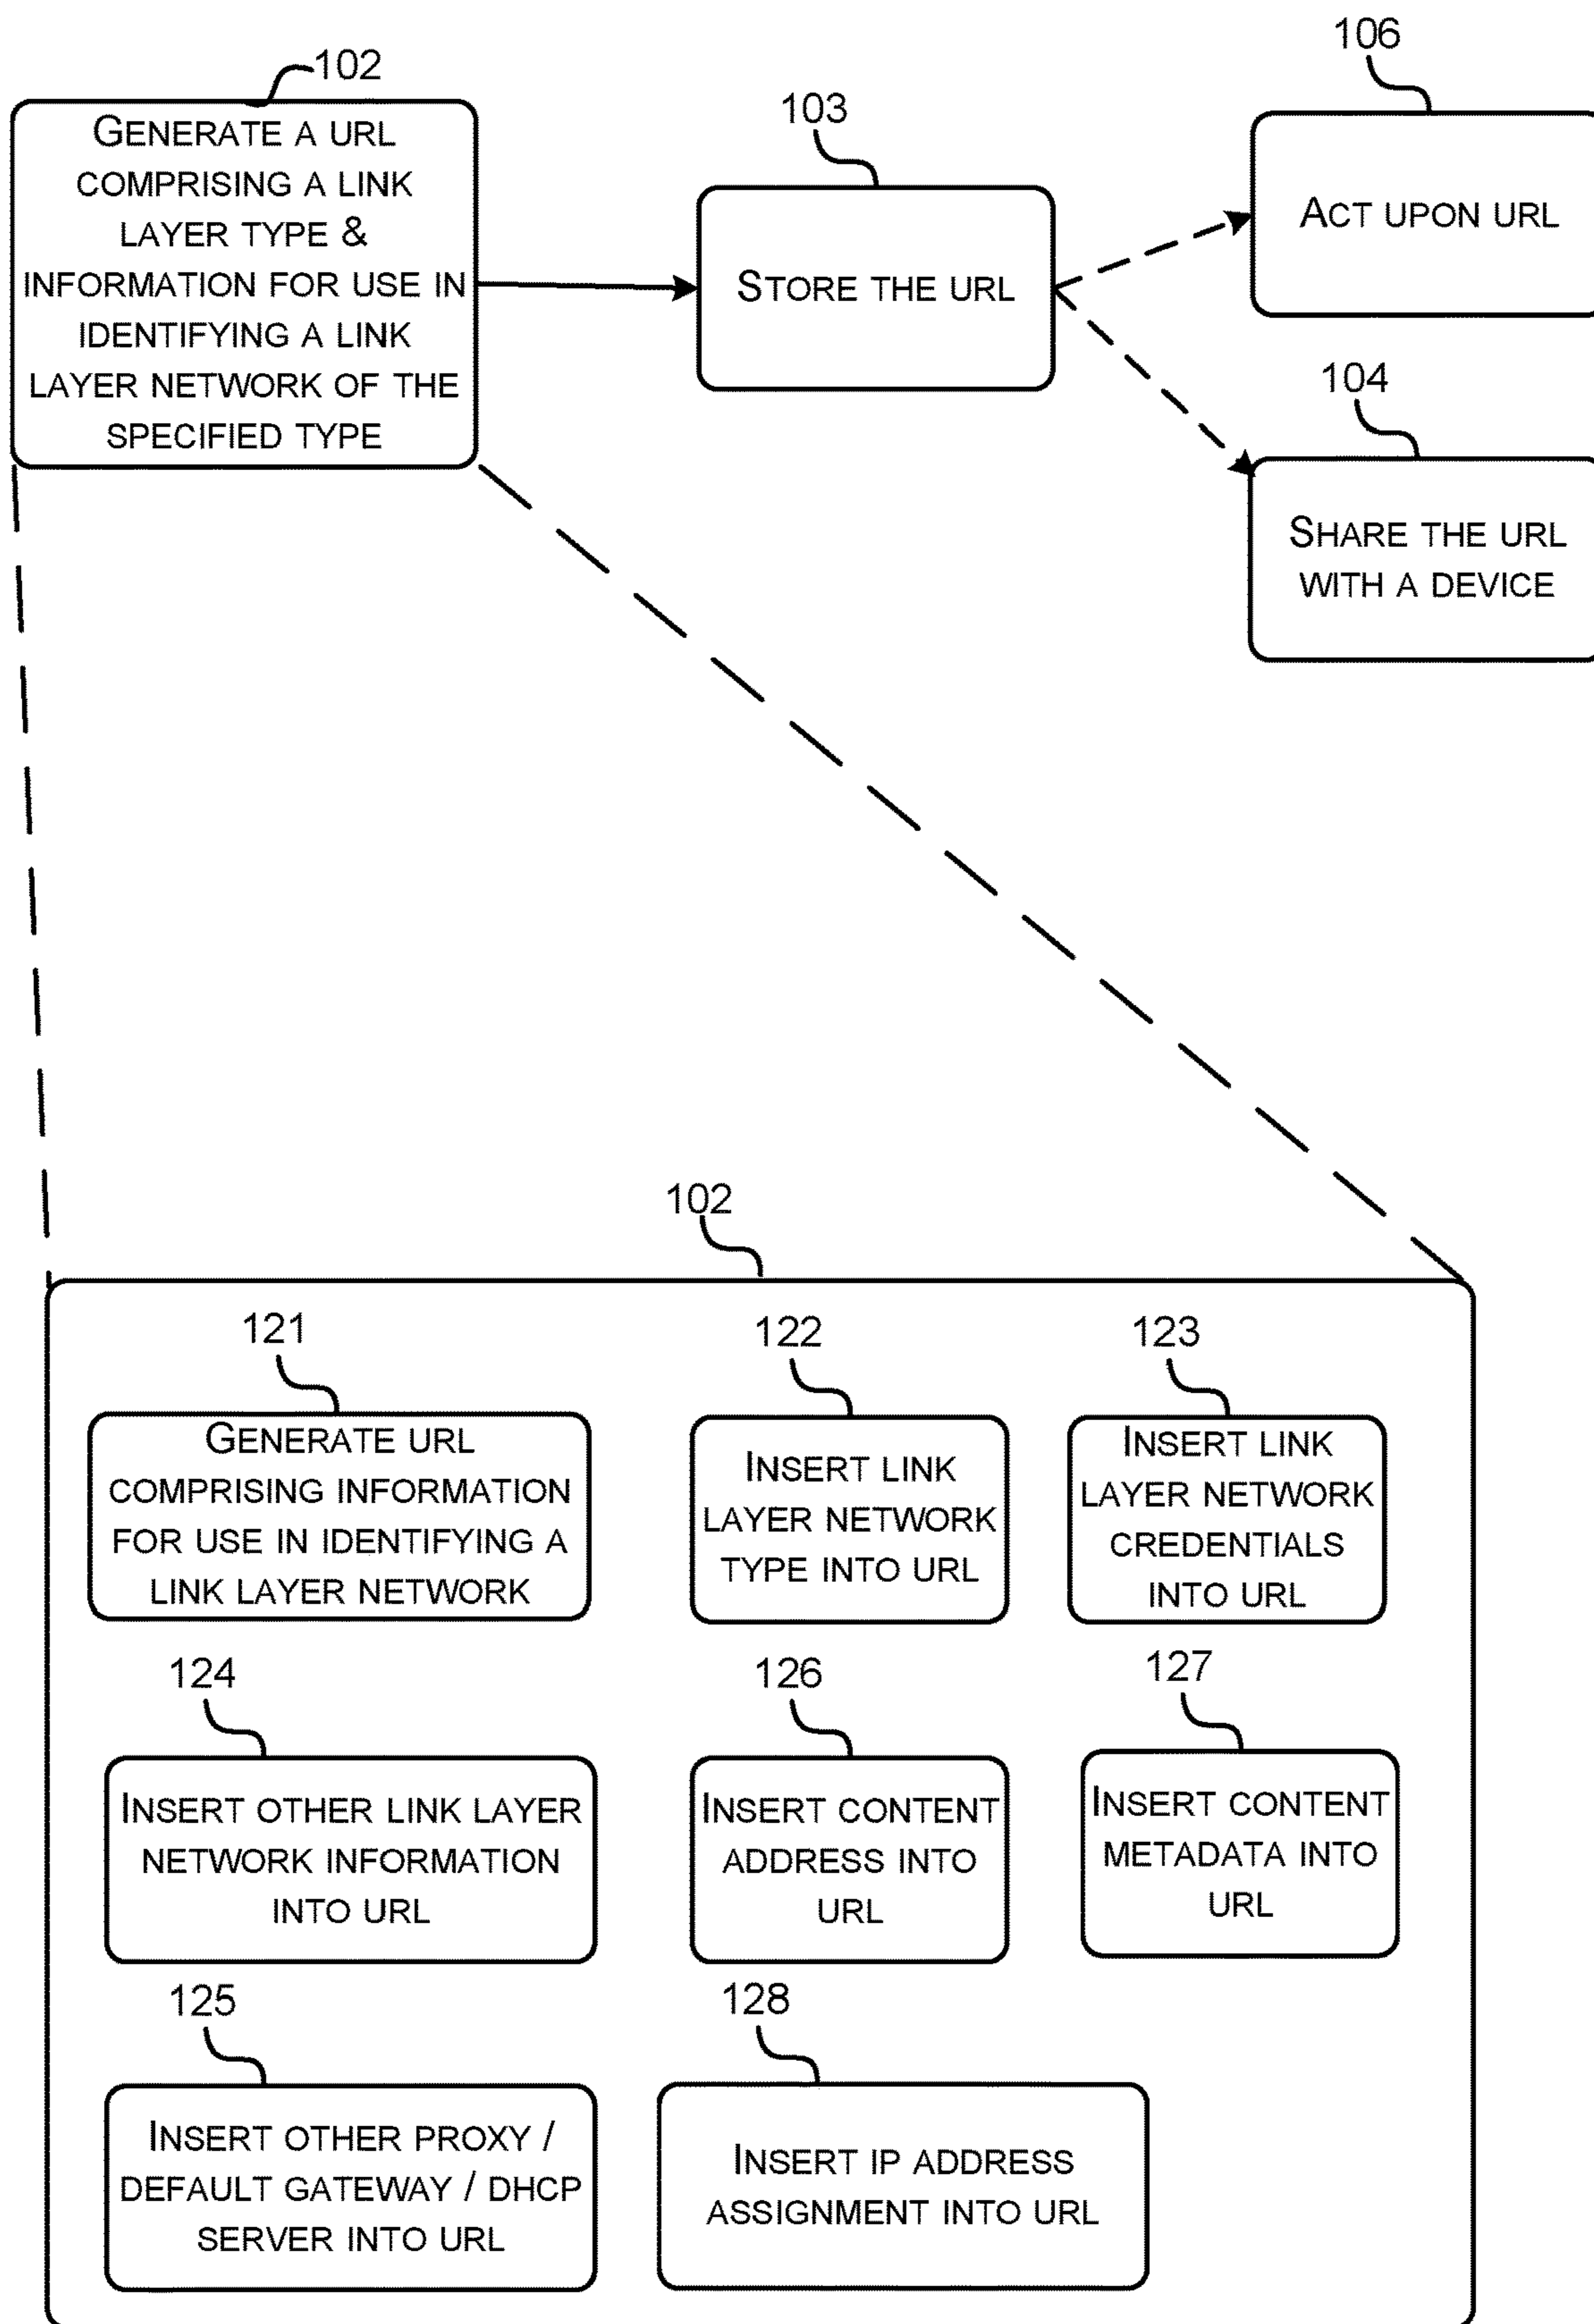 102
GENERATE A URL
COMPRISING A LINK
LAYER TYPE &
INFORMATION FOR USE IN
IDENTIFYING A LINK
LAYER NETWORK OF THE
SPECIFIED TYPE
103
STORE THE URL
106
ACT UPON URL
104
SHARE THE URL
WITH A DEVICE
102
121
GENERATE URL
COMPRISING INFORMATION
FOR USE IN IDENTIFYING A
LINK LAYER NETWORK
122
INSERT LINK
LAYER NETWORK
TYPE INTO URL
123
INSERT LINK
LAYER NETWORK
CREDENTIALS
INTO URL
124
INSERT OTHER LINK LAYER
NETWORK INFORMATION
INTO URL
126
INSERT CONTENT
ADDRESS INTO
URL
127
INSERT CONTENT
METADATA INTO
URL
125
INSERT OTHER PROXY /
DEFAULT GATEWAY / DHCP
SERVER INTO URL
128
INSERT IP ADDRESS
ASSIGNMENT INTO URL